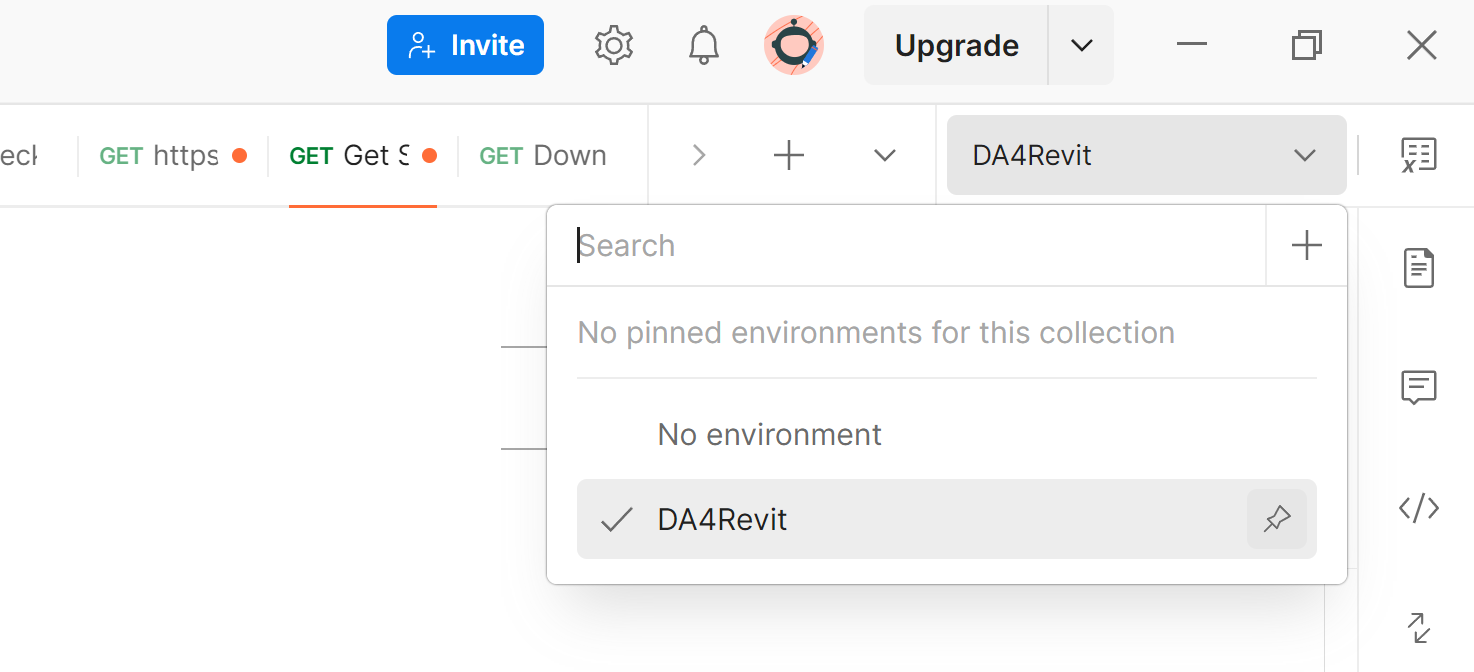 Invite
Upgrade
GET https GET Get GET Down
DA4Revit
Search
No pinned environments for this collection
No environment
DA4Revit